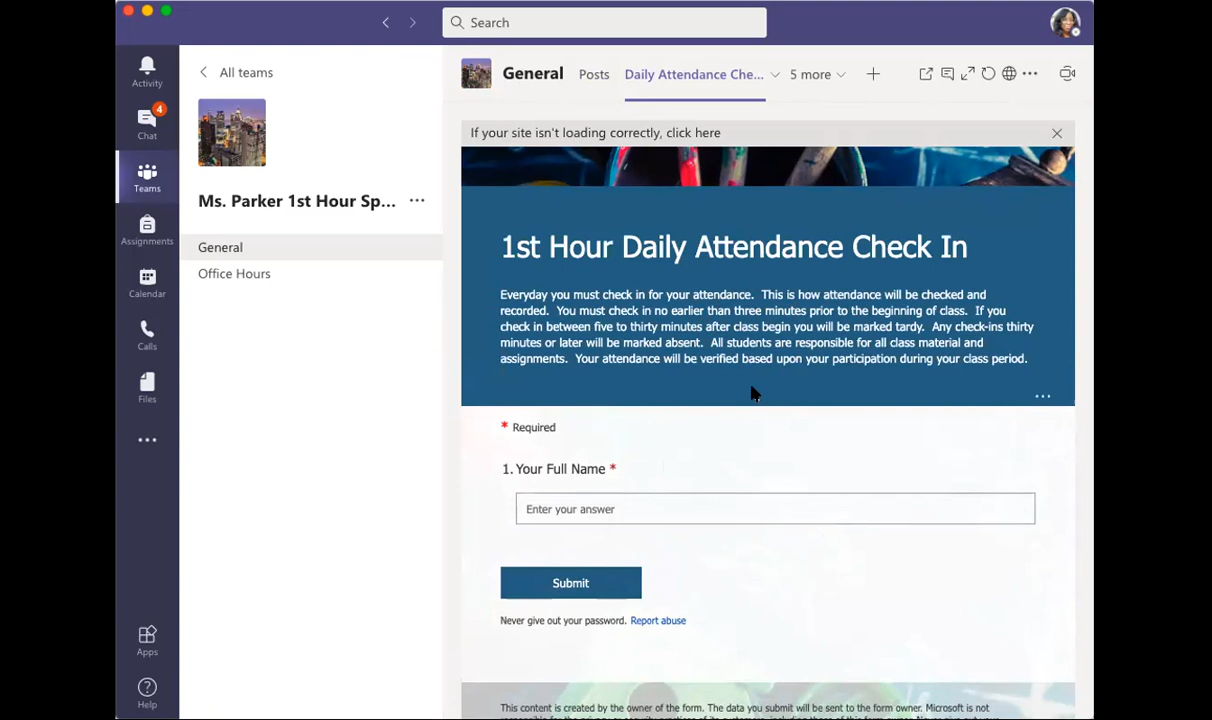 Search
Activity
4
Chat
Teams
Assignments
Calendar
Calls
Files
Apps
Help
All teams
Ms. Parker 1st Hour Sp...
General
Office Hours
General
Posts
Daily Attendance Che...
5 more
If your site isn't loading correctly, click here
1st Hour Daily Attendance Check In
Everyday you must check in for your attendance. This is how attendance will be checked and
recorded. You must check in no earlier than three minutes prior to the beginning of class. If you
check in between five to thirty minutes after class begin you will be marked tardy. Any check-ins thirty
minutes or later will be marked absent. All students are responsible for all class material and
assignments. Your attendance will be verified based upon your participation during your class period.
* Required
1. Your Full Name *
Enter your answer
Submit
Never give out your password. Report abuse
This content is created by the owner of the form. The data you submit will be sent to the form owner. Microsoft is not